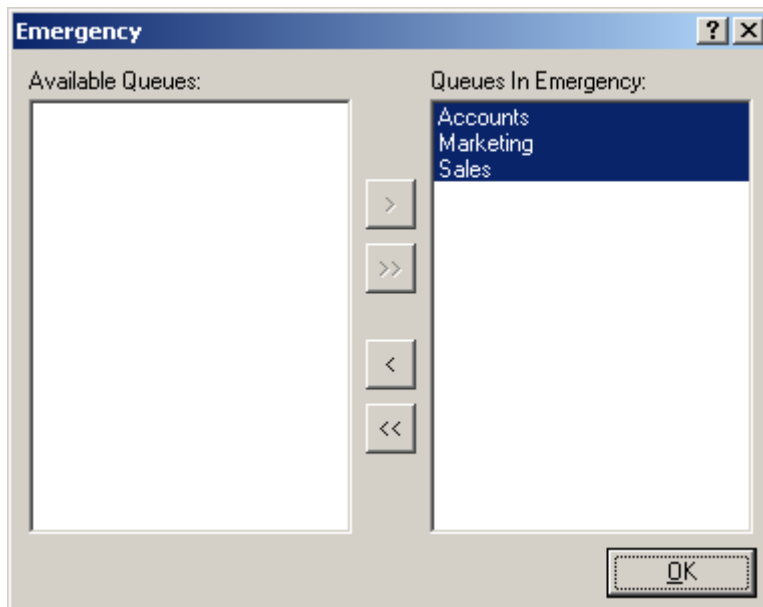 Emergency
Available Queues:
Queues In Emergency:
Accounts
Marketing
Sales
>
>>
<
<<
OK